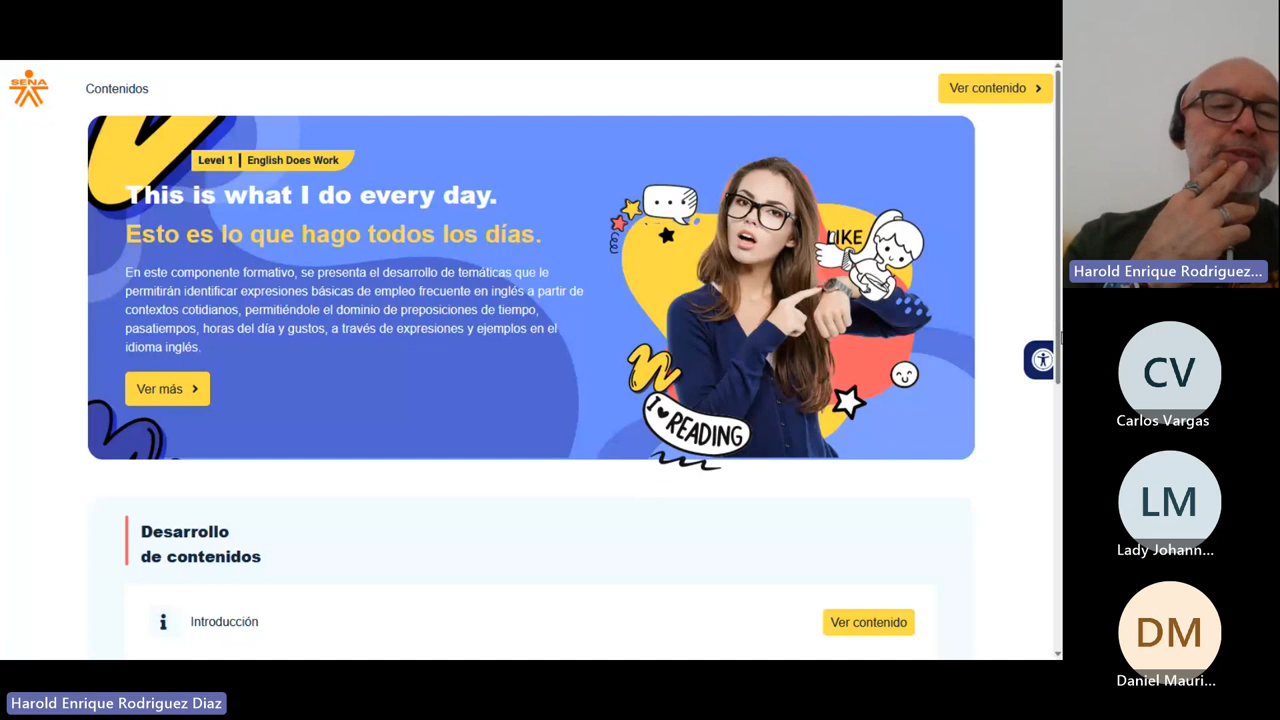 SENA
Contenidos
Ver contenido
Level 1 | English Does Work
This is what I do every day.
Esto es lo que hago todos los días.
En este componente formativo, se presenta el desarrollo de temáticas que le
permitirán identificar expresiones básicas de empleo frecuente en inglés a partir de
contextos cotidianos, permitiéndole el dominio de preposiciones de tiempo,
pasatiempos, horas del día y gustos, a través de expresiones y ejemplos en el
idioma inglés.
Ver más
LIKE
I ♥ READING
Desarrollo
de contenidos
Introducción
Ver contenido
Harold Enrique Rodriguez...
CV
Carlos Vargas
LM
Lady Johann...
DM
Daniel Mauri...
Harold Enrique Rodriguez Diaz